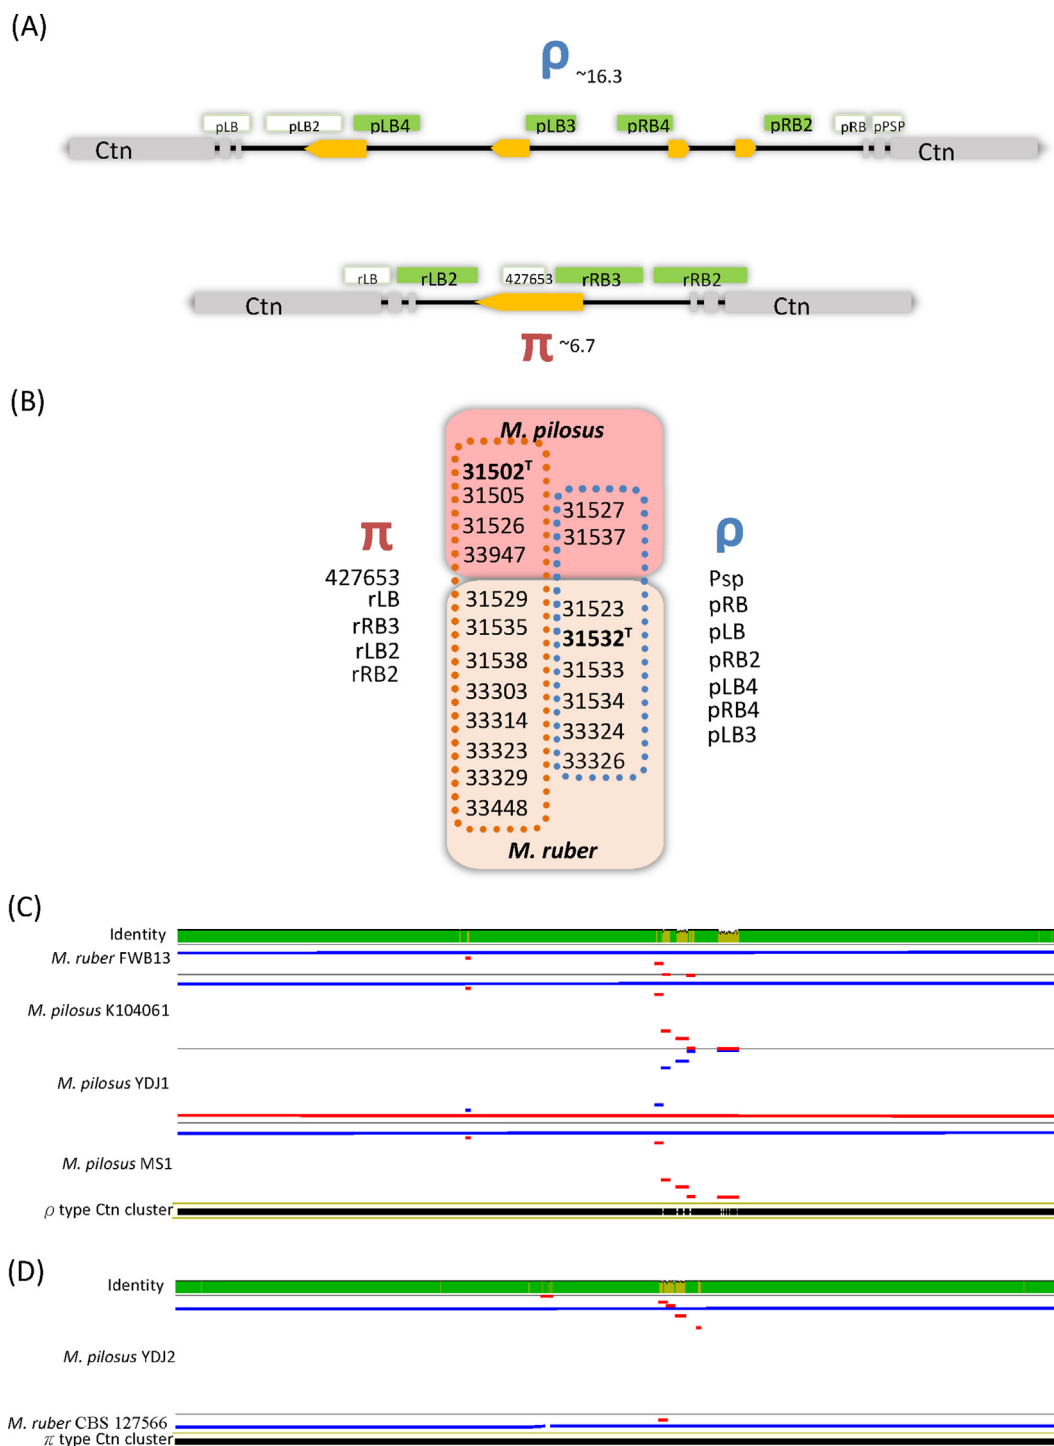 (A)
ρ ~16.3
pLB pLB2 pLB4 pLB3 pRB4 pRB2 pRB pPSP
Ctn Ctn
rLB rLB2 427653 rRB3 rRB2
Ctn Ctn
π ~6.7
(B)
M. pilosus
31502ᵀ
31505
31526
33947
31527
31537
π
427653
rLB
rRB3
rLB2
rRB2
31529
31535
31538
33303
33314
33323
33329
33448
31523
31532ᵀ
31533
31534
33324
33326
ρ
Psp
pRB
pLB
pRB2
pLB4
pRB4
pLB3
M. ruber
(C)
Identity
M. ruber FWB13
M. pilosus K104061
M. pilosus YDJ1
M. pilosus MS1
ρ type Ctn cluster
(D)
Identity
M. pilosus YDJ2
M. ruber CBS 127566
π type Ctn cluster